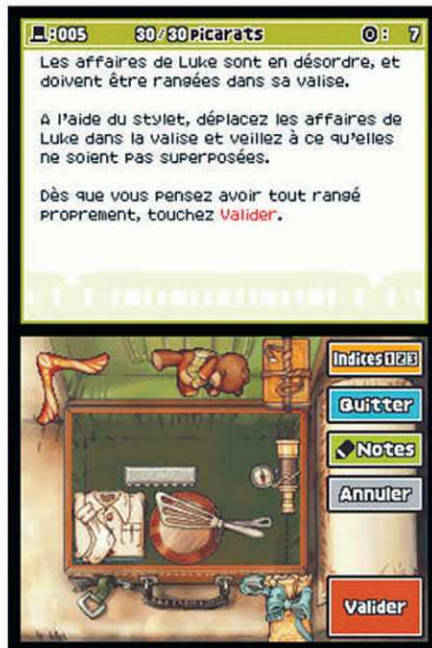 :005 30/30 Picarats : 7
Les affaires de Luke sont en désordre, et
doivent être rangées dans sa valise.
A l'aide du stylet, déplacez les affaires de
Luke dans la valise et veillez à ce qu'elles
ne soient pas superposées.
Dès que vous pensez avoir tout rangé
proprement, touchez Valider.
Indices 1 2 3
Quitter
Notes
Annuler
Valider